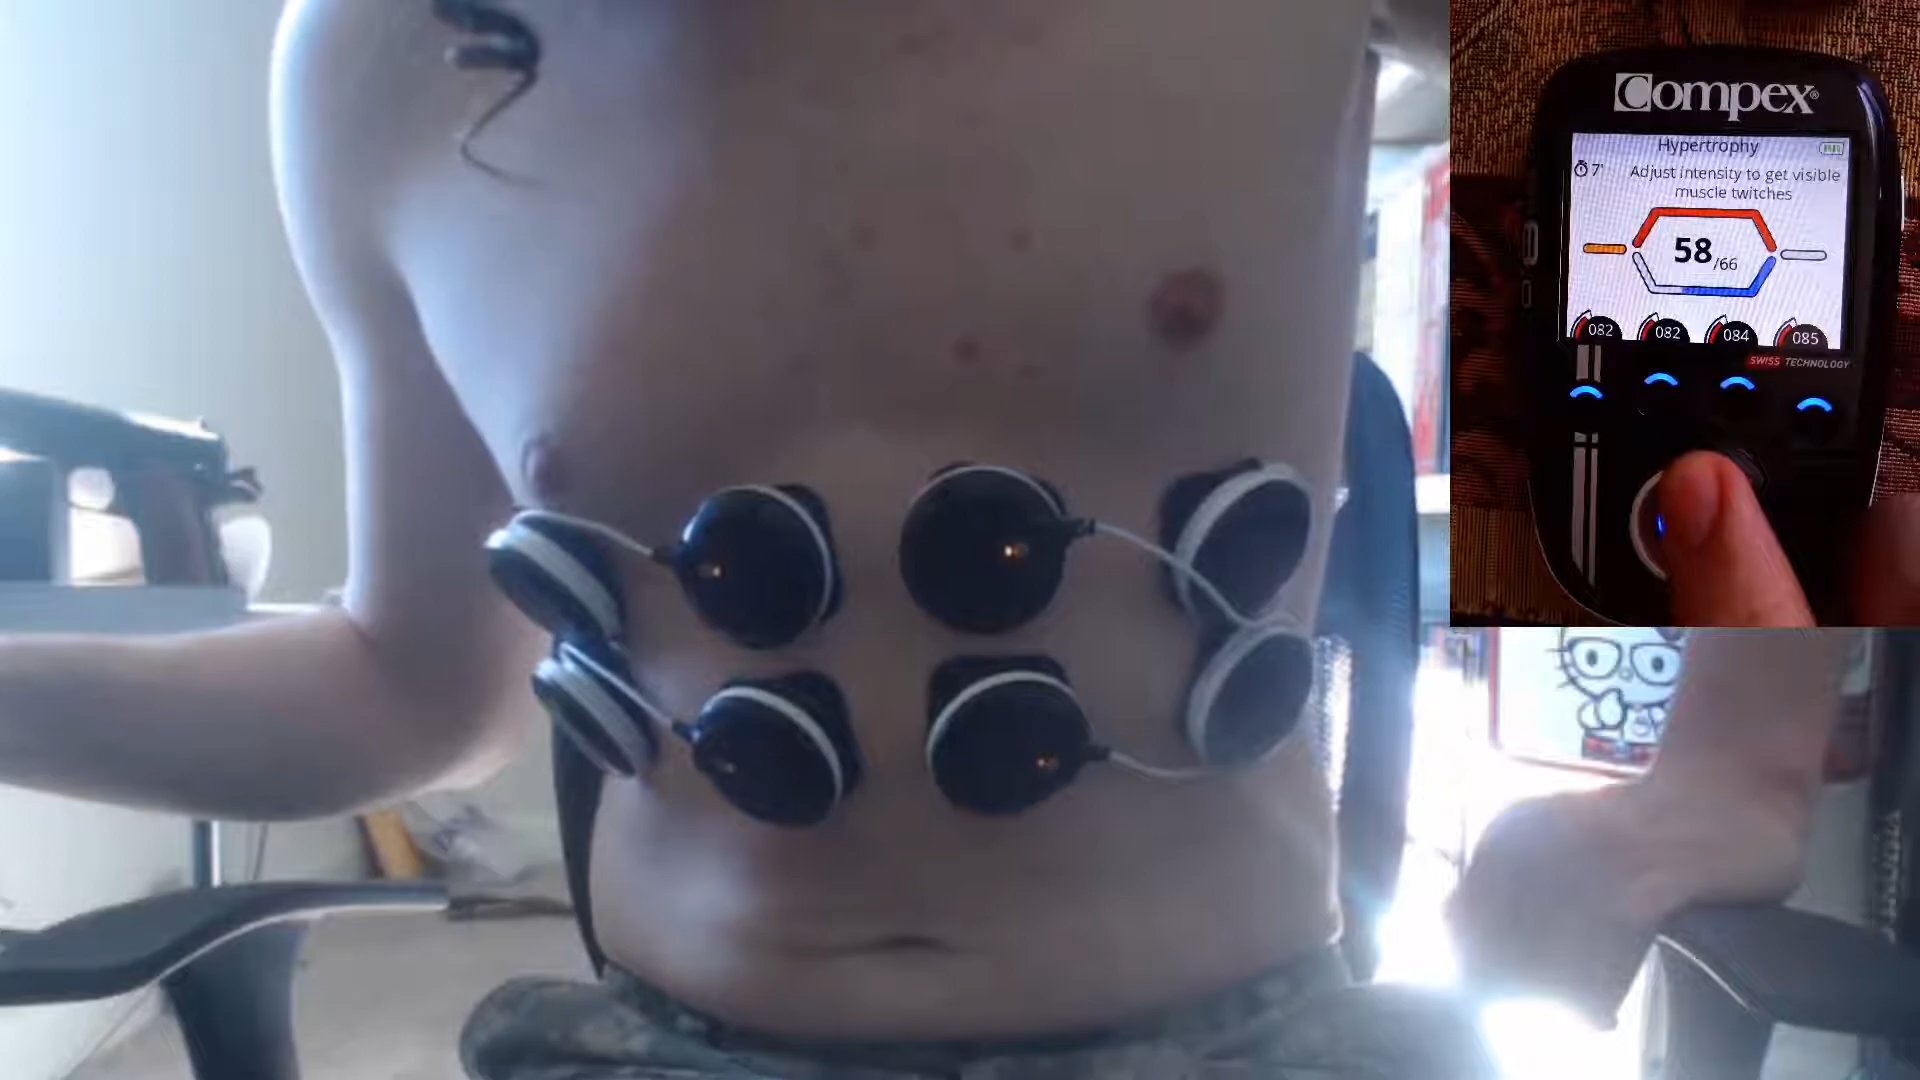 Compex®
Hypertrophy
7'
Adjust intensity to get visible
muscle twitches
58/66
082 082 084 085
SWISS TECHNOLOGY